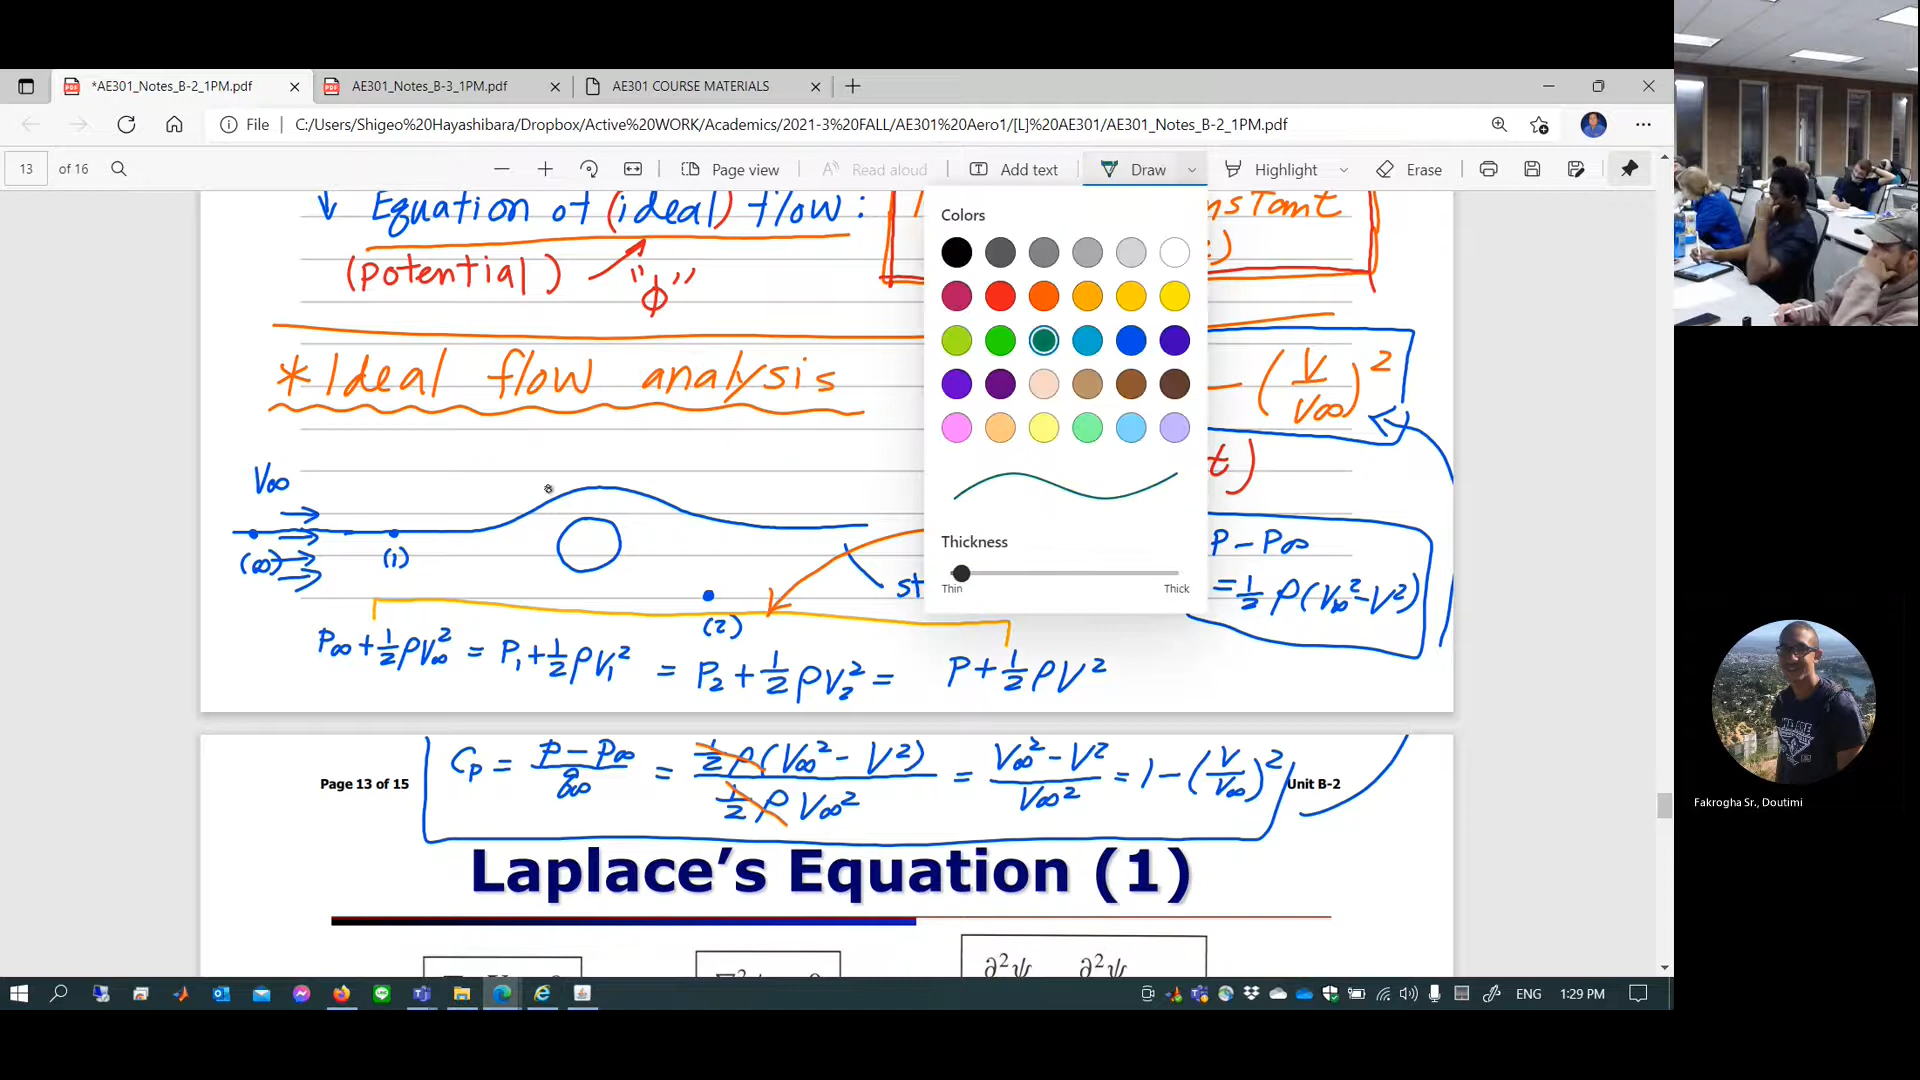 *AE301_Notes_B-2_1PM.pdf
AE301_Notes_B-3_1PM.pdf
AE301 COURSE MATERIALS
File
C:/Users/Shigeo%20Hayashibara/Dropbox/Active%20WORK/Academics/2021-3%20FALL/AE301%20Aero1/[L]%20AE301/AE301_Notes_B-2_1PM.pdf
13 of 16
Page view
Read aloud
Add text
Draw
Highlight
Erase
Colors
Thickness
Thin
Thick
↓ Equation of (ideal) flow:
(potential)
"ϕ"
nstant
*Ideal flow analysis
− (V/V∞)²
t)
V∞
(∞)
(1)
(2)
st
P − P∞
= ½ρ(V∞² − V²)
P∞ + ½ρV∞² = P₁ + ½ρV₁² = P₂ + ½ρV₂² = P + ½ρV²
Page 13 of 15
Cp = (P − P∞)/q∞ = ½ρ(V∞² − V²)/½ρV∞² = (V∞² − V²)/V∞² = 1 − (V/V∞)²
Unit B-2
Laplace's Equation (1)
∂²ψ ∂²ψ
ENG
1:29 PM
Fakrogha Sr., Doutimi